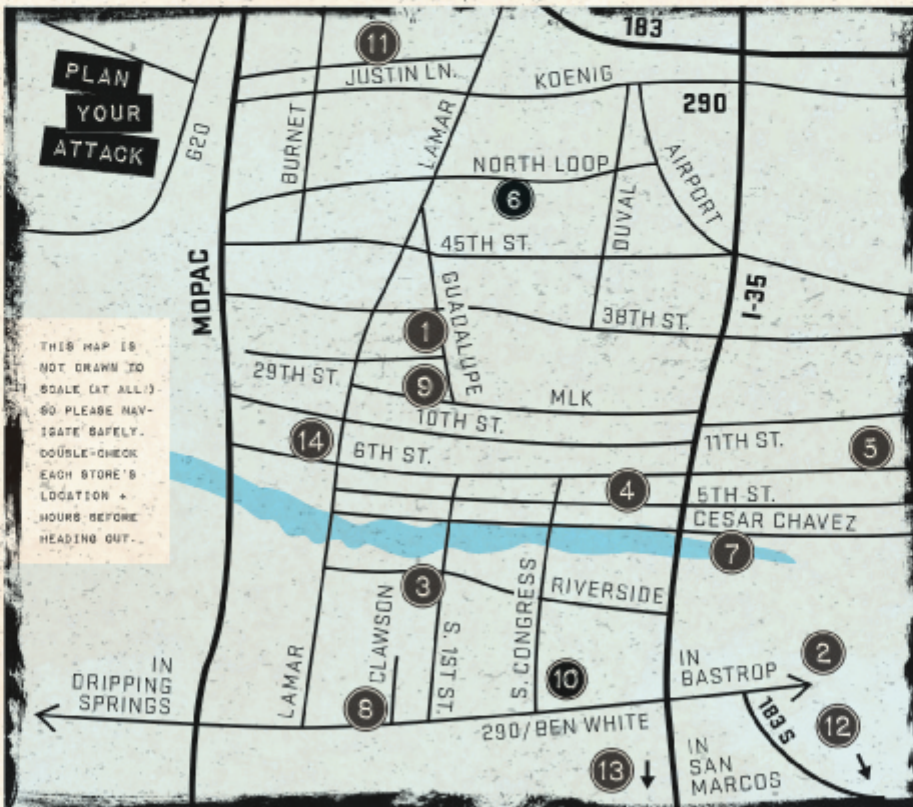 PLAN
YOUR
ATTACK
183
11
JUSTIN LN.
KOENIG
290
620
BURNET
LAMAR
NORTH LOOP
AIRPORT
6
DUVAL
45TH ST.
MOPAC
GUADALUPE
I-35
38TH ST.
1
THIS MAP IS
NOT DRAWN TO
SCALE (AT ALL!)
SO PLEASE NAV-
IGATE SAFELY.
DOUBLE-CHECK
EACH STORE'S
LOCATION +
HOURS BEFORE
HEADING OUT.
29TH ST.
9
MLK
10TH ST.
11TH ST.
14
6TH ST.
5
4
5TH ST.
CESAR CHAVEZ
7
3
RIVERSIDE
CLAWSON
S. 1ST ST.
S. CONGRESS
IN
DRIPPING
SPRINGS
LAMAR
8
10
IN
BASTROP
2
290/BEN WHITE
183 S
12
13
IN
SAN
MARCOS